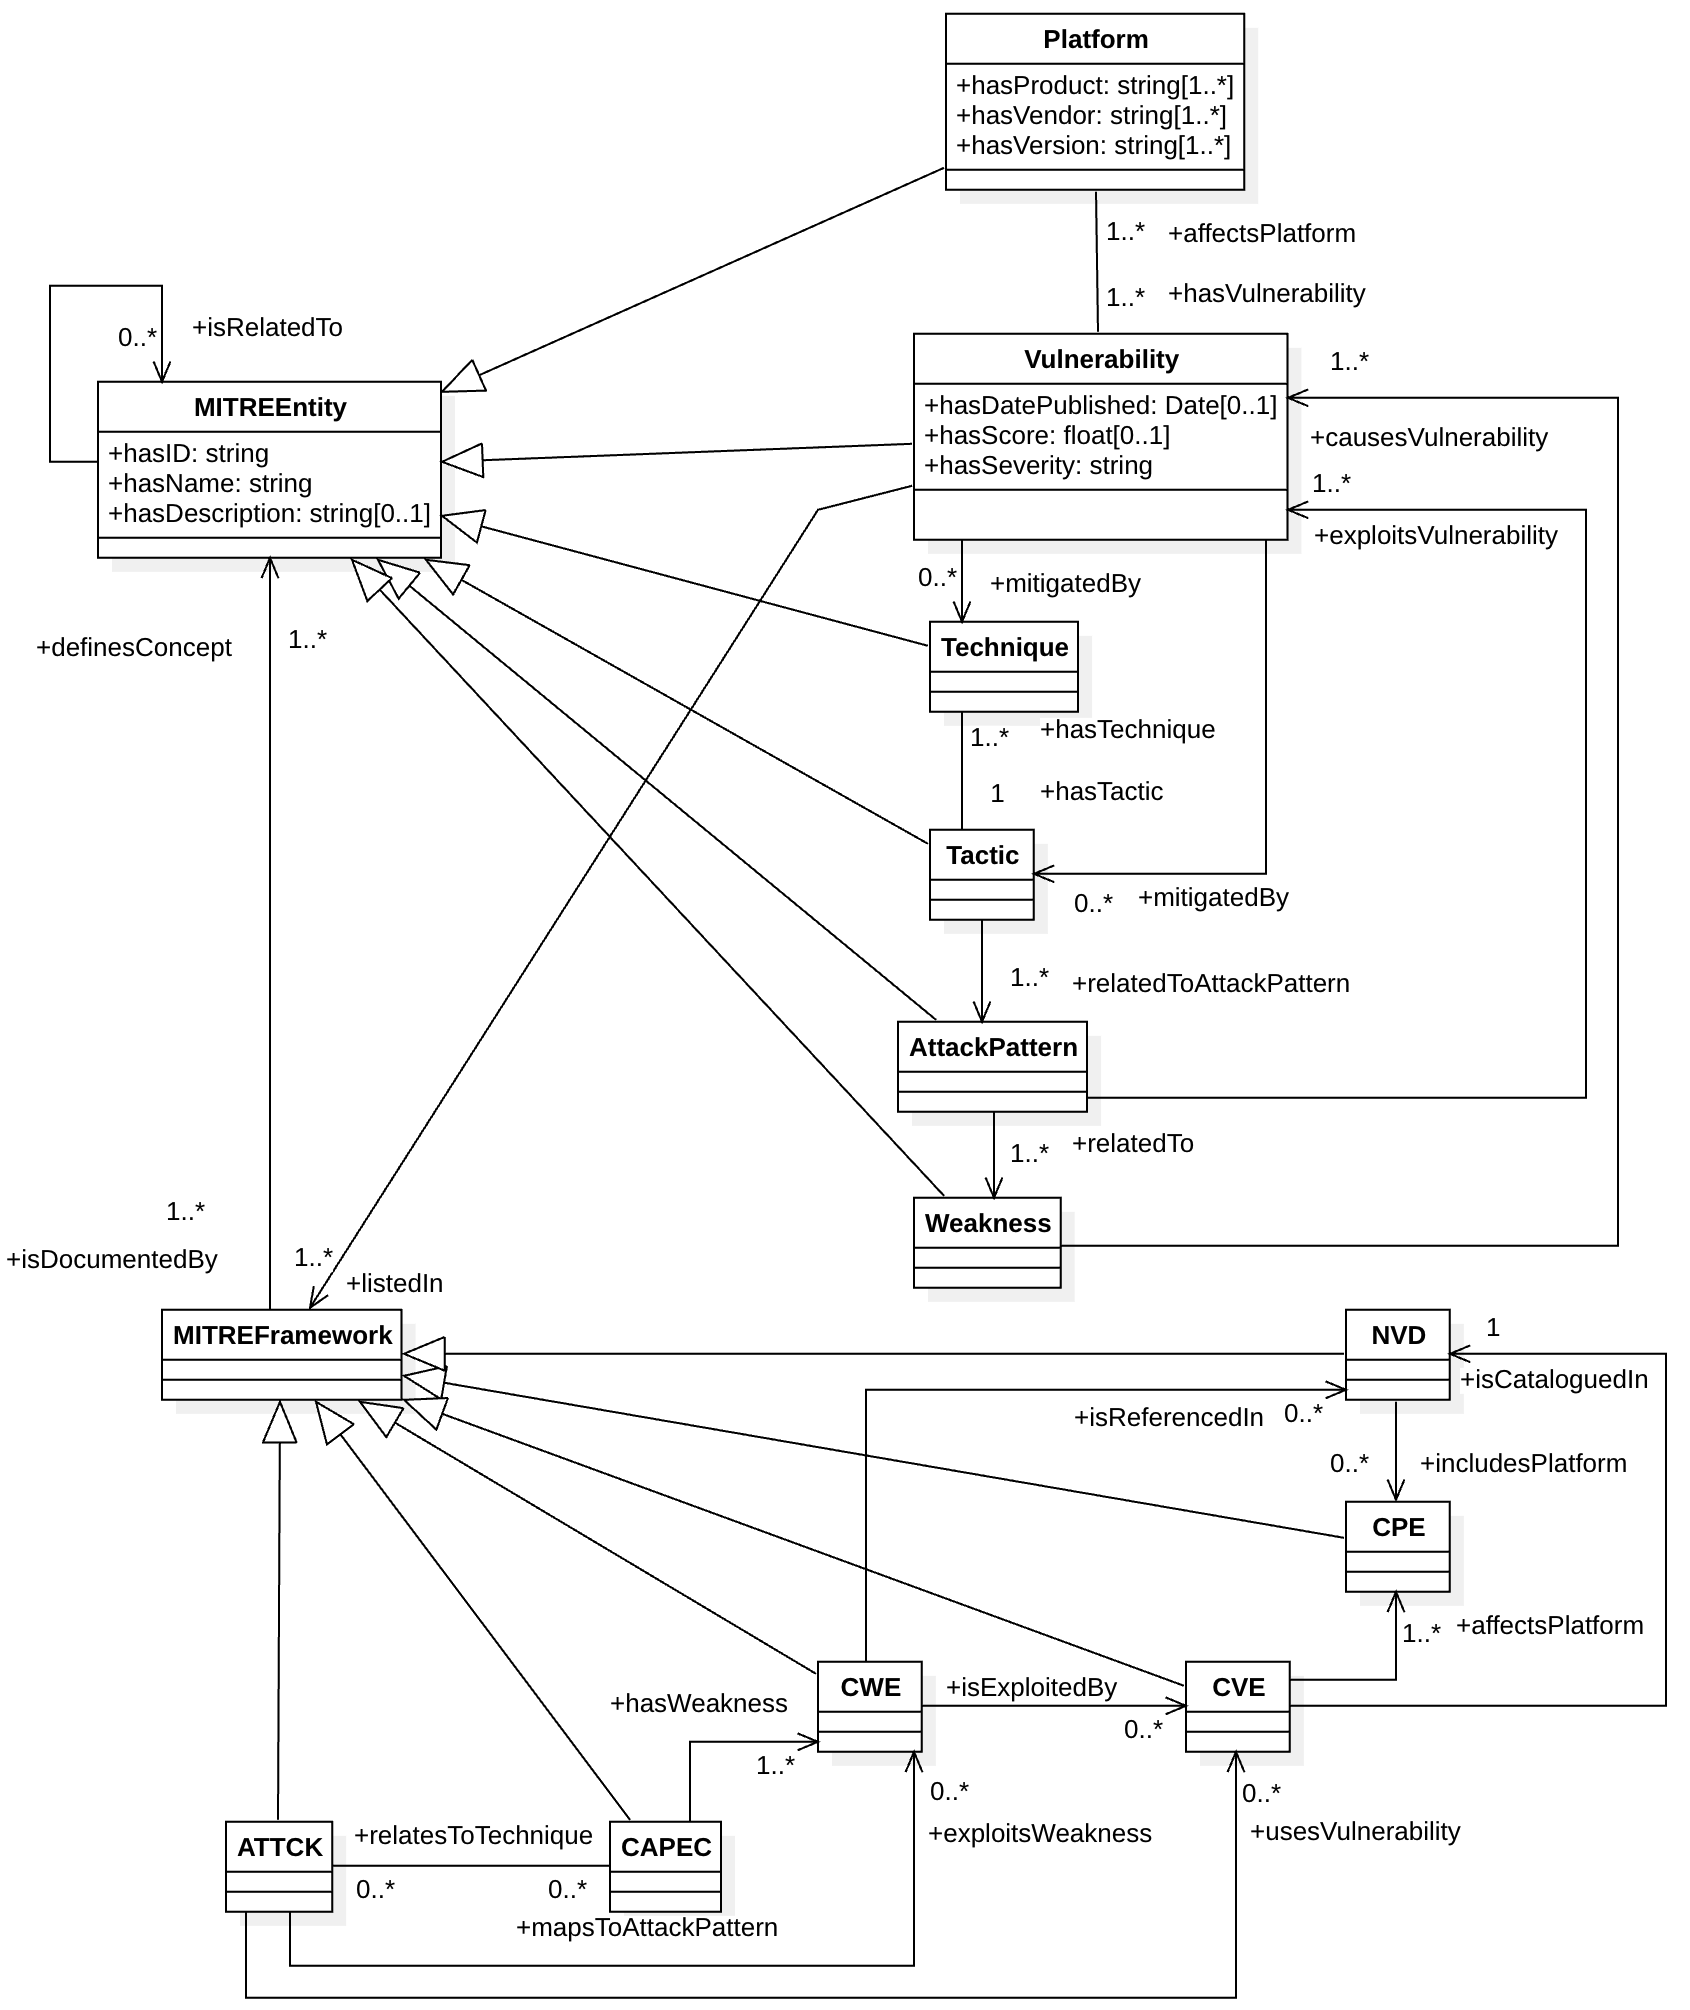 Platform
+hasProduct: string[1..*]
+hasVendor: string[1..*]
+hasVersion: string[1..*]
1..* +affectsPlatform
1..* +hasVulnerability
0..* +isRelatedTo
MITREEntity
+hasID: string
+hasName: string
+hasDescription: string[0..1]
Vulnerability
+hasDatePublished: Date[0..1]
+hasScore: float[0..1]
+hasSeverity: string
1..*
+causesVulnerability
1..*
+exploitsVulnerability
0..* +mitigatedBy
+definesConcept 1..*
Technique
1..* +hasTechnique
1 +hasTactic
Tactic
0..* +mitigatedBy
1..* +relatedToAttackPattern
AttackPattern
1..* +relatedTo
Weakness
1..*
+isDocumentedBy
1..*
+listedIn
MITREFramework
NVD
1
+isCataloguedIn
+isReferencedIn 0..*
0..* +includesPlatform
CPE
1..* +affectsPlatform
+hasWeakness
1..*
CWE
+isExploitedBy
0..*
CVE
0..*
+exploitsWeakness
0..*
+usesVulnerability
ATTCK
+relatesToTechnique
0..* 0..*
CAPEC
+mapsToAttackPattern